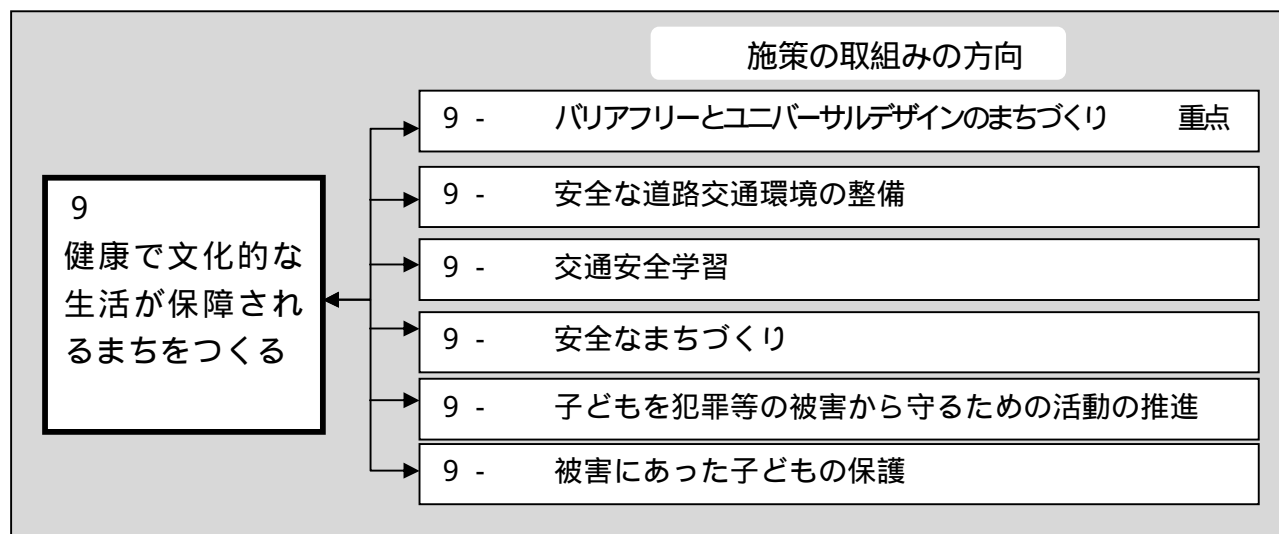 施策の取組みの方向
9 - バリアフリーとユニバーサルデザインのまちづくり 重点
9 - 安全な道路交通環境の整備
9
健康で文化的な
生活が保障され
るまちをつくる
9 - 交通安全学習
9 - 安全なまちづくり
9 - 子どもを犯罪等の被害から守るための活動の推進
9 - 被害にあった子どもの保護